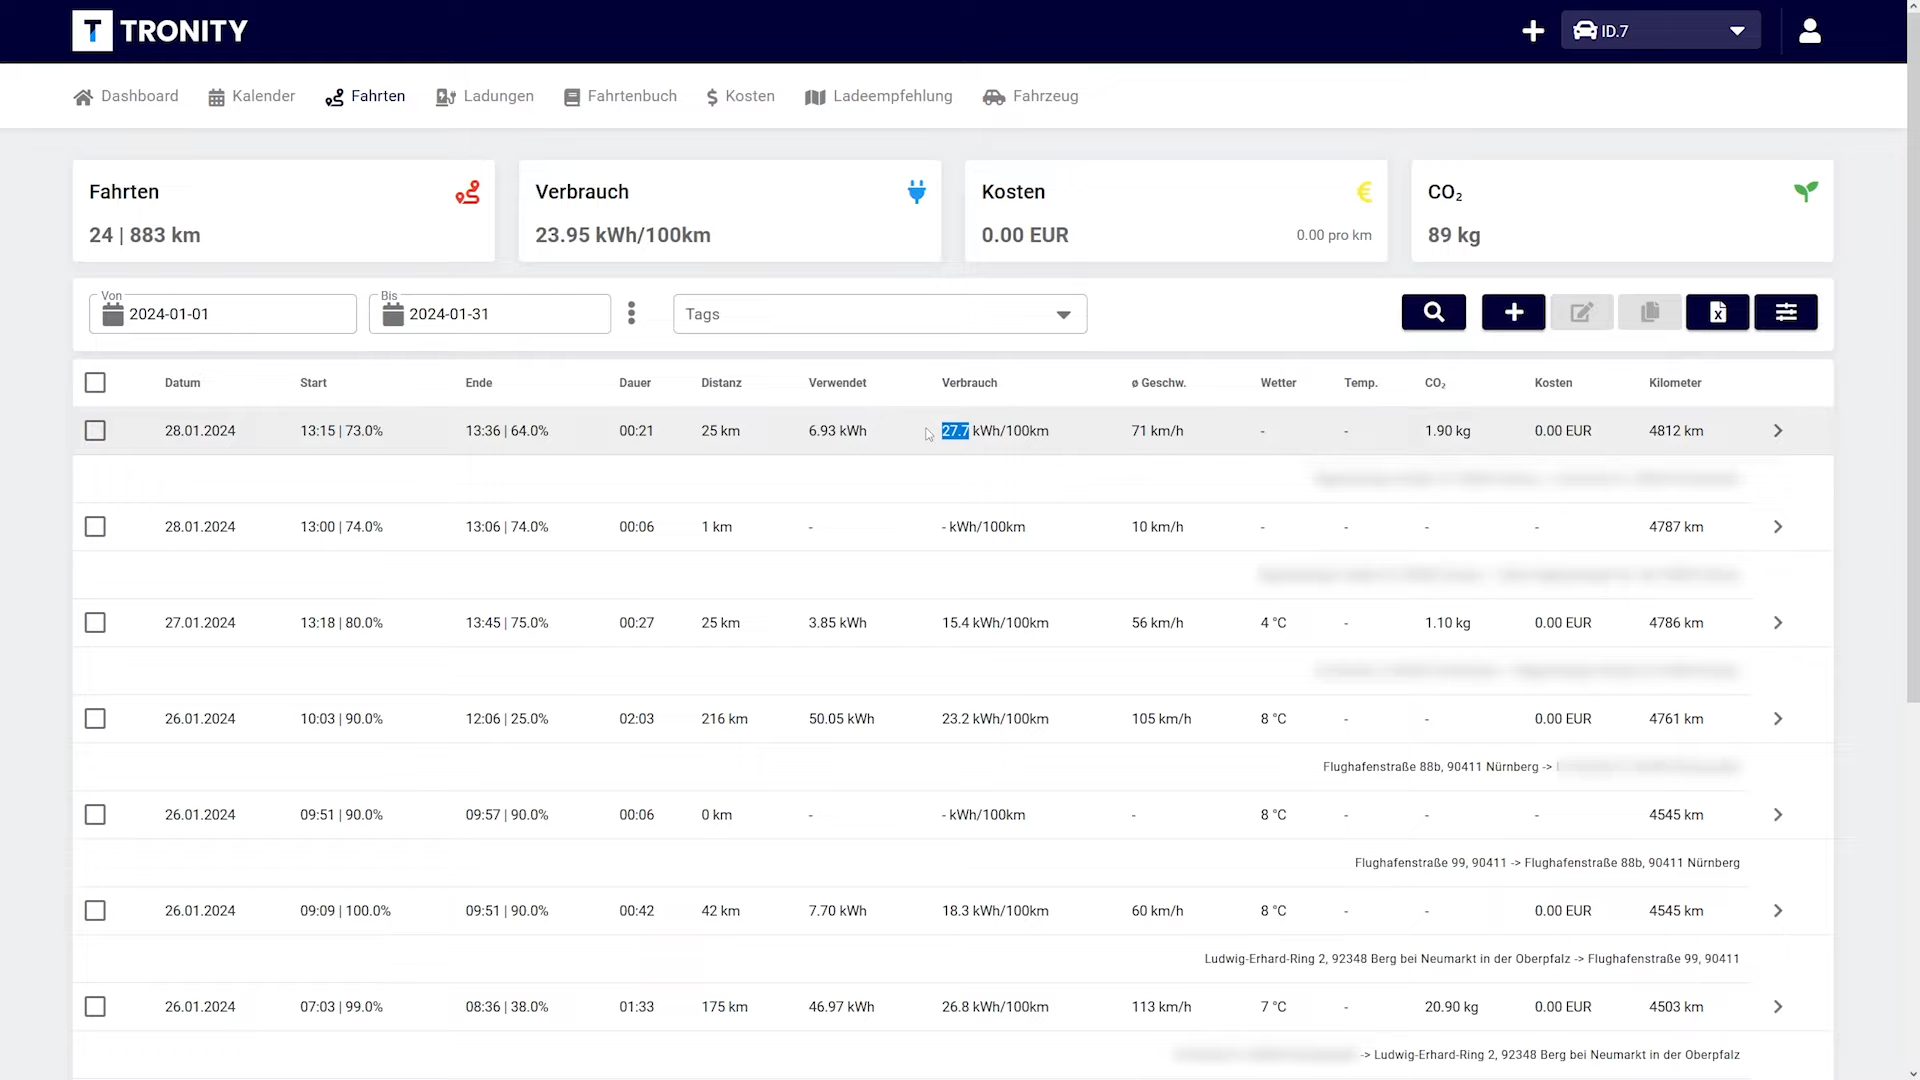 T TRONITY
ID.7
Dashboard Kalender Fahrten Ladungen Fahrtenbuch Kosten Ladeempfehlung Fahrzeug
Fahrten Verbrauch Kosten € CO₂
24 | 883 km 23.95 kWh/100km 0.00 EUR 0.00 pro km 89 kg
Von Bis
2024-01-01 2024-01-31 Tags
Datum Start Ende Dauer Distanz Verwendet Verbrauch ø Geschw. Wetter Temp. CO₂ Kosten Kilometer
28.01.2024 13:15 | 73.0% 13:36 | 64.0% 00:21 25 km 6.93 kWh 27.7 kWh/100km 71 km/h - - 1.90 kg 0.00 EUR 4812 km
28.01.2024 13:00 | 74.0% 13:06 | 74.0% 00:06 1 km - - kWh/100km 10 km/h - - - - 4787 km
27.01.2024 13:18 | 80.0% 13:45 | 75.0% 00:27 25 km 3.85 kWh 15.4 kWh/100km 56 km/h 4 °C - 1.10 kg 0.00 EUR 4786 km
26.01.2024 10:03 | 90.0% 12:06 | 25.0% 02:03 216 km 50.05 kWh 23.2 kWh/100km 105 km/h 8 °C - - 0.00 EUR 4761 km
Flughafenstraße 88b, 90411 Nürnberg ->
26.01.2024 09:51 | 90.0% 09:57 | 90.0% 00:06 0 km - - kWh/100km - 8 °C - - - 4545 km
Flughafenstraße 99, 90411 -> Flughafenstraße 88b, 90411 Nürnberg
26.01.2024 09:09 | 100.0% 09:51 | 90.0% 00:42 42 km 7.70 kWh 18.3 kWh/100km 60 km/h 8 °C - - 0.00 EUR 4545 km
Ludwig-Erhard-Ring 2, 92348 Berg bei Neumarkt in der Oberpfalz -> Flughafenstraße 99, 90411
26.01.2024 07:03 | 99.0% 08:36 | 38.0% 01:33 175 km 46.97 kWh 26.8 kWh/100km 113 km/h 7 °C - 20.90 kg 0.00 EUR 4503 km
-> Ludwig-Erhard-Ring 2, 92348 Berg bei Neumarkt in der Oberpfalz